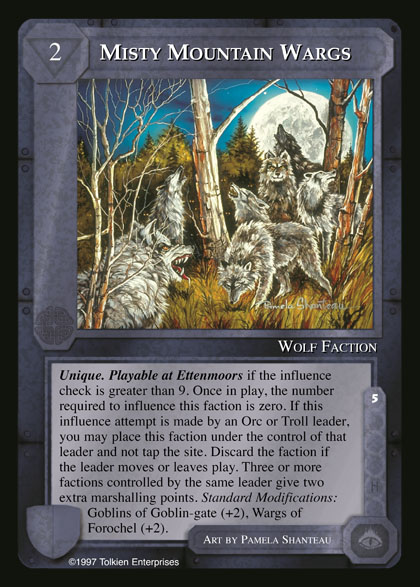 2
MISTY MOUNTAIN WARGS
Pamela Shanteau
WOLF FACTION
Unique. Playable at Ettenmoors if the influence
check is greater than 9. Once in play, the number
required to influence this faction is zero. If this
influence attempt is made by an Orc or Troll leader,
you may place this faction under the control of that
leader and not tap the site. Discard the faction if
the leader moves or leaves play. Three or more
factions controlled by the same leader give two
extra marshalling points. Standard Modifications:
Goblins of Goblin-gate (+2), Wargs of
Forochel (+2).
5
ART BY PAMELA SHANTEAU
©1997 Tolkien Enterprises